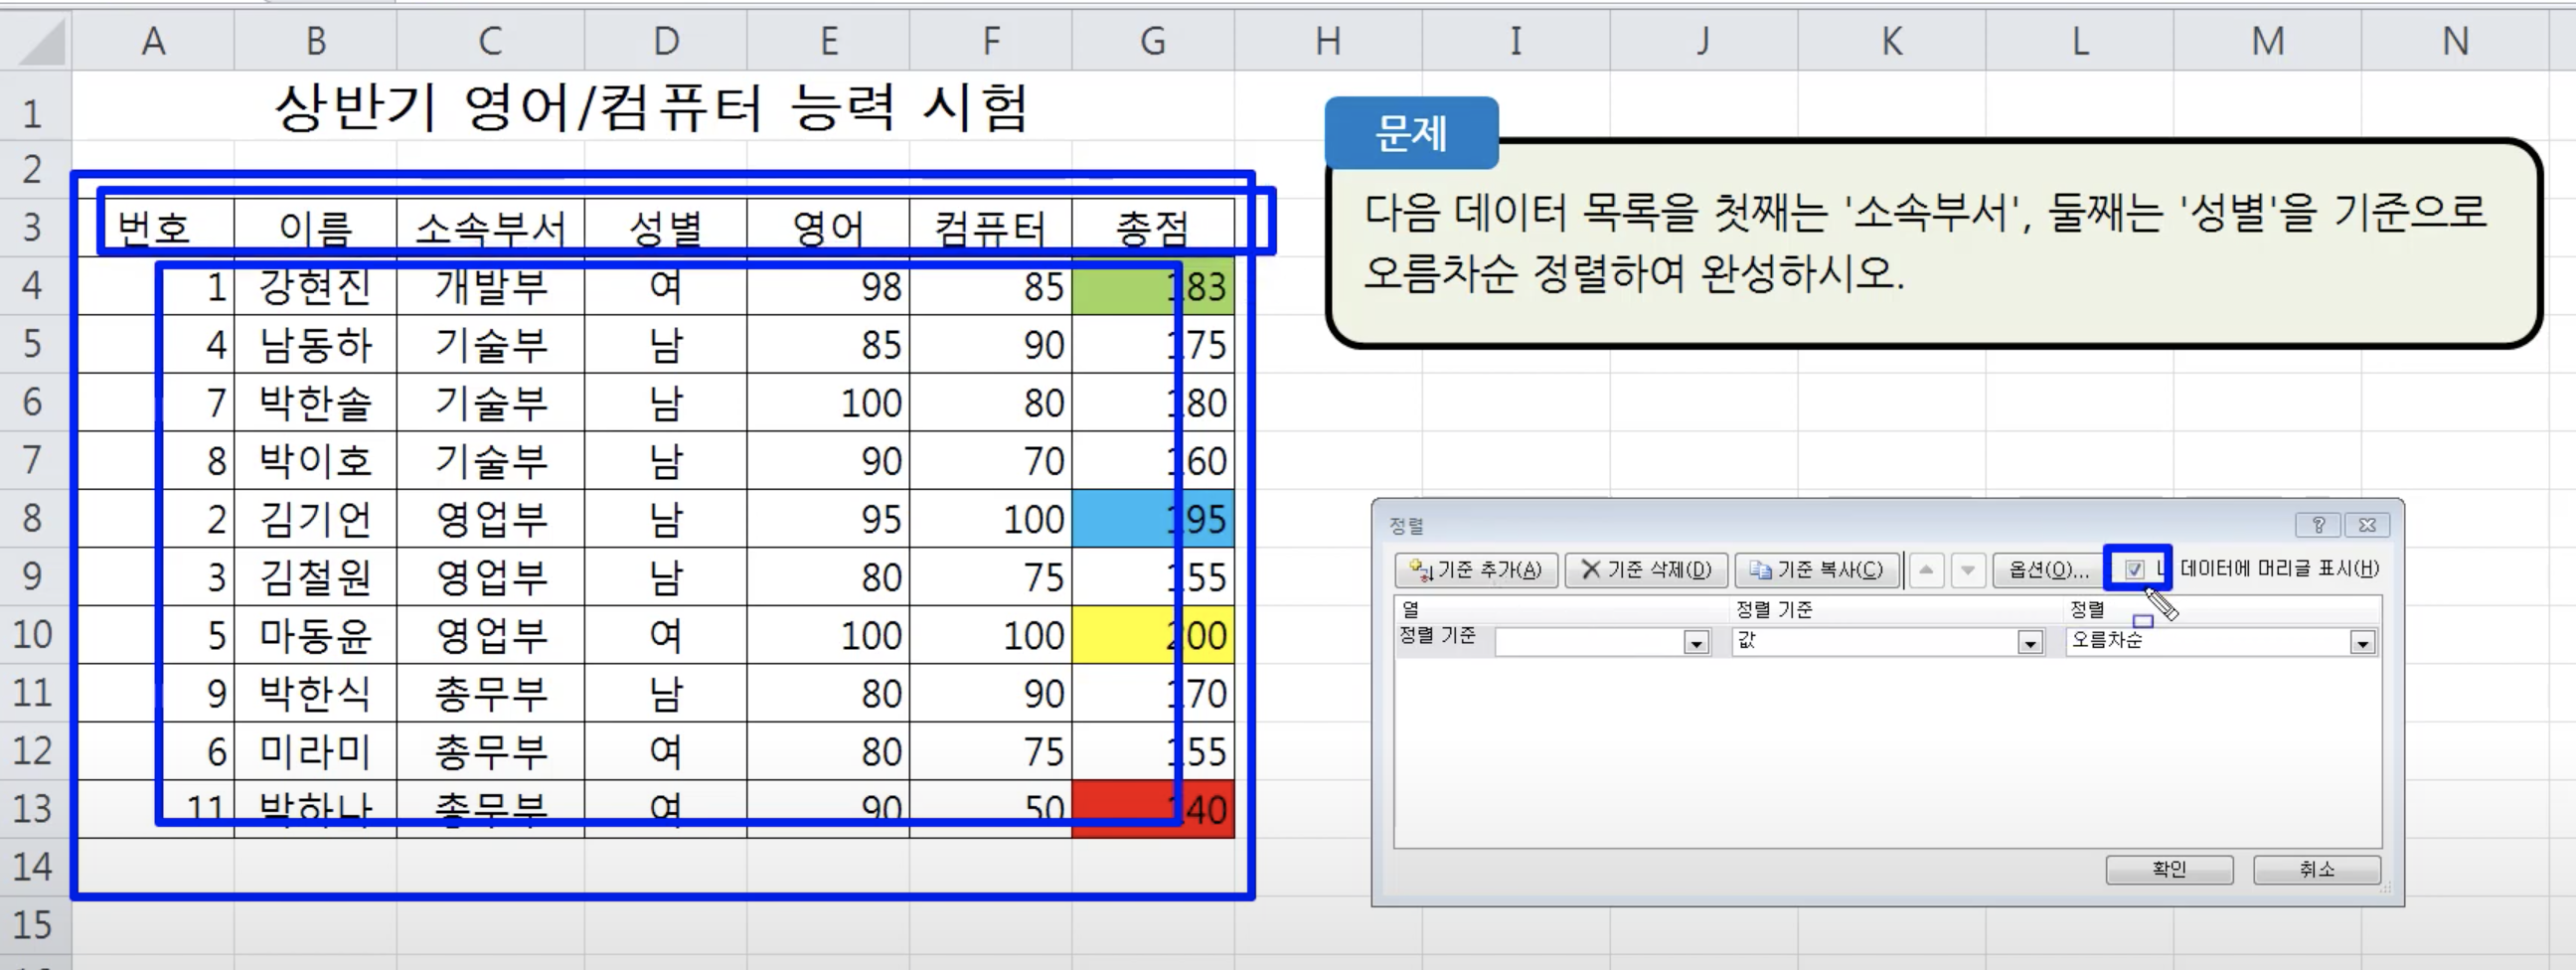 A B C D E F G H I J K L M N
1 상반기 영어/컴퓨터 능력 시험
2
3 번호 이름 소속부서 성별 영어 컴퓨터 총점
4 1 강현진 개발부 여 98 85 183
5 4 남동하 기술부 남 85 90 175
6 7 박한솔 기술부 남 100 80 180
7 8 박이호 기술부 남 90 70 160
8 2 김기언 영업부 남 95 100 195
9 3 김철원 영업부 남 80 75 155
10 5 마동윤 영업부 여 100 100 200
11 9 박한식 총무부 남 80 90 170
12 6 미라미 총무부 여 80 75 155
13 11 박하나 총무부 여 90 50 140
14
15
문제
다음 데이터 목록을 첫째는 '소속부서', 둘째는 '성별'을 기준으로
오름차순 정렬하여 완성하시오.
정렬
기준 추가(A) 기준 삭제(D) 기준 복사(C) 옵션(O)... 데이터에 머리글 표시(H)
열 정렬 기준 정렬
정렬 기준 값 오름차순
확인 취소